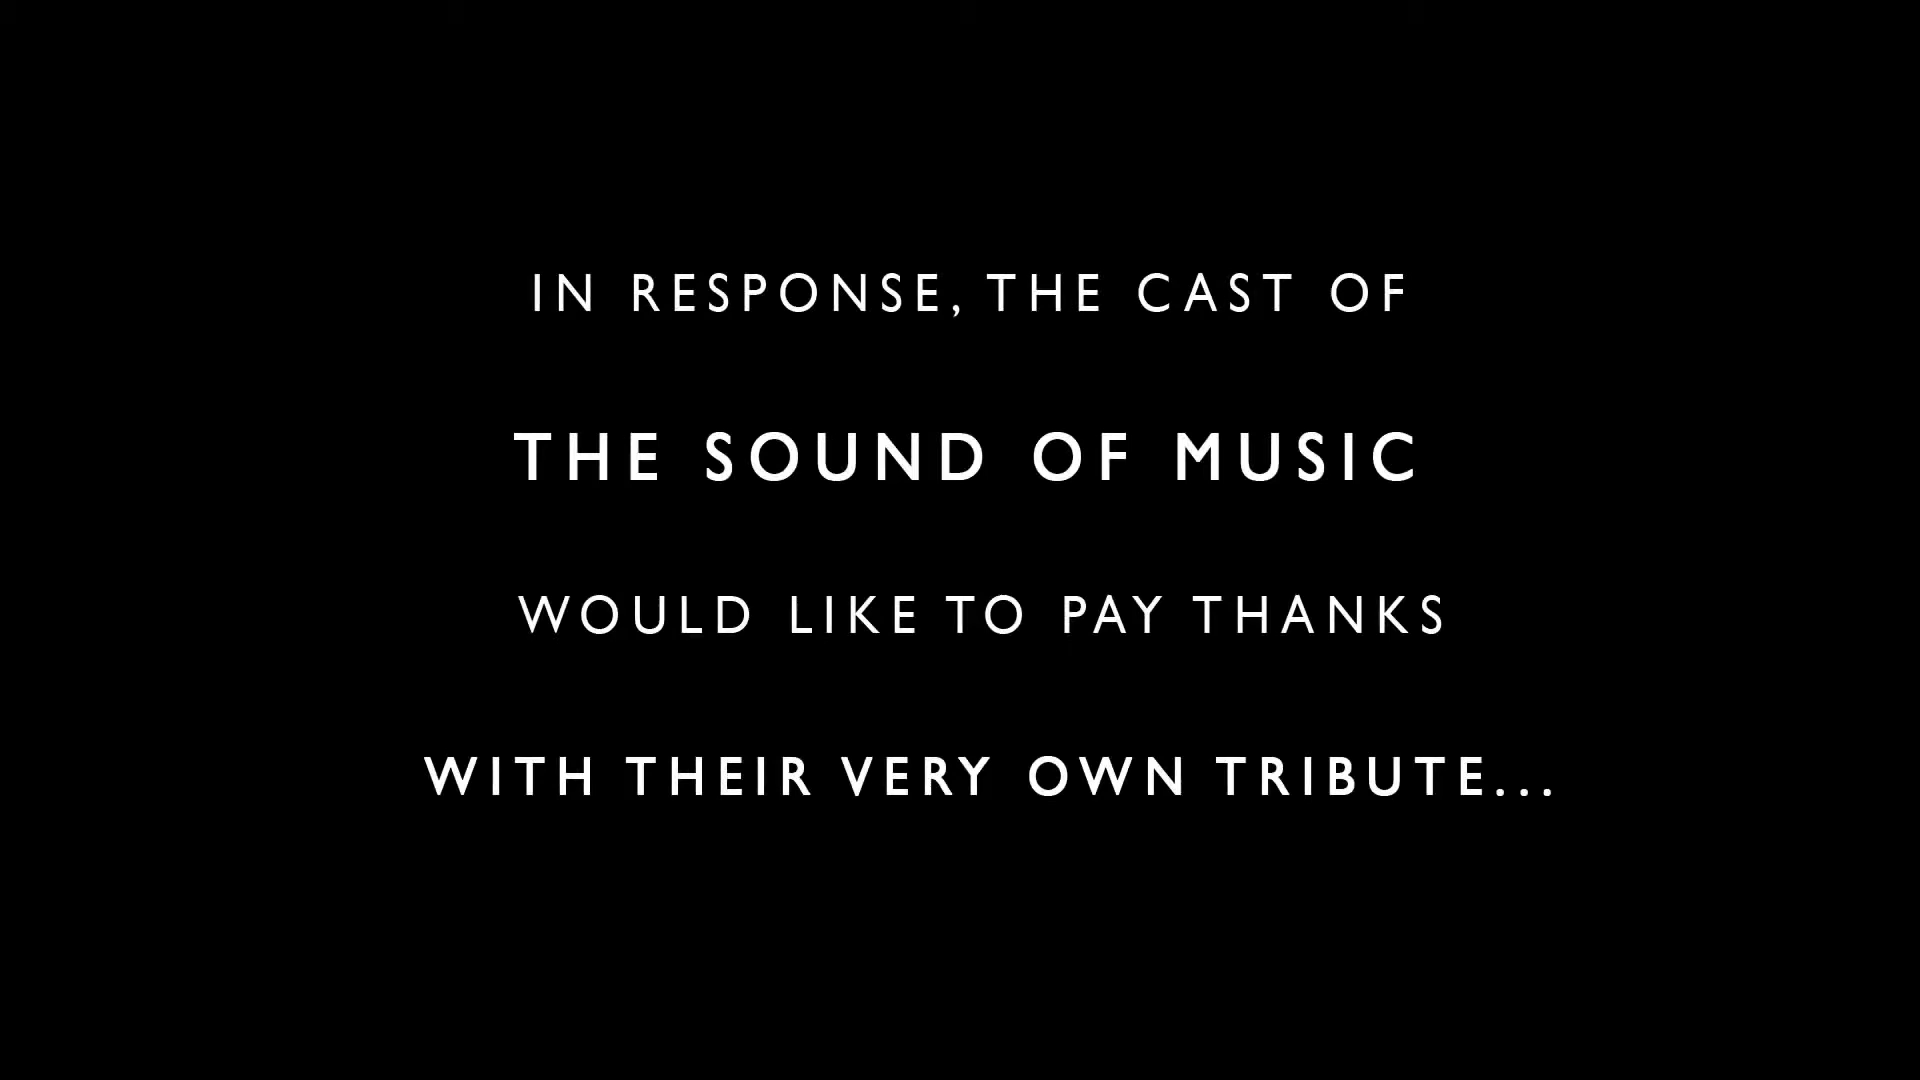 IN RESPONSE, THE CAST OF
THE SOUND OF MUSIC
WOULD LIKE TO PAY THANKS
WITH THEIR VERY OWN TRIBUTE...